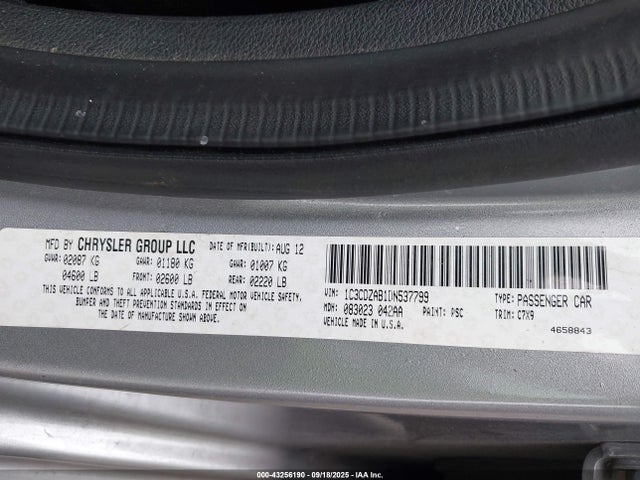 MFD BY CHRYSLER GROUP LLC DATE OF MFR(BUILT): AUG 12
GVWR: 02087 KG GAWR: 01180 KG GAWR: 01007 KG
04600 LB FRONT: 02600 LB REAR: 02220 LB
THIS VEHICLE CONFORMS TO ALL APPLICABLE U.S.A. FEDERAL MOTOR VEHICLE SAFETY,
BUMPER AND THEFT PREVENTION STANDARDS IN EFFECT ON
THE DATE OF MANUFACTURE SHOWN ABOVE.
VIN: 1C3CDZAB1DN537799 TYPE: PASSENGER CAR
MDH: 083023 042AA PAINT: PSC TRIM: C7X9
VEHICLE MADE IN U.S.A.
4658843
000-43256190 - 09/18/2025 - IAA Inc.